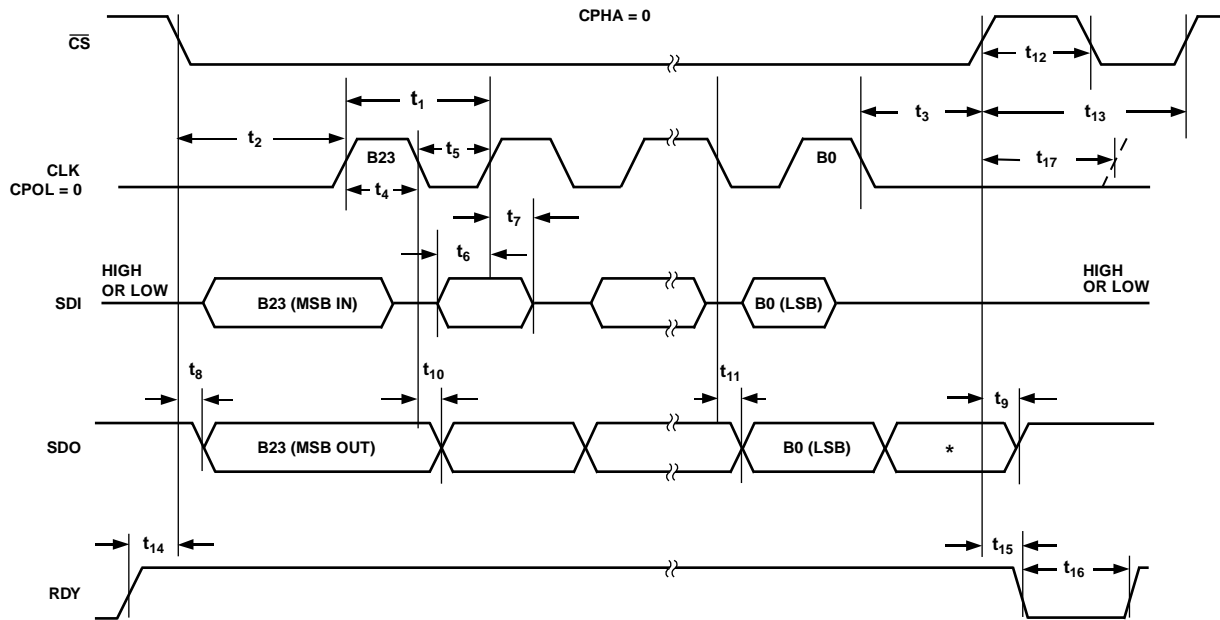 CPHA = 0
CS
t12
t1
t3
t13
t2
B23
t5
B0
t17
CLK
CPOL = 0
t4
t7
t6
HIGH
OR LOW
HIGH
OR LOW
SDI
B23 (MSB IN)
B0 (LSB)
t8
t10
t11
t9
SDO
B23 (MSB OUT)
B0 (LSB)
*
t14
t15
t16
RDY